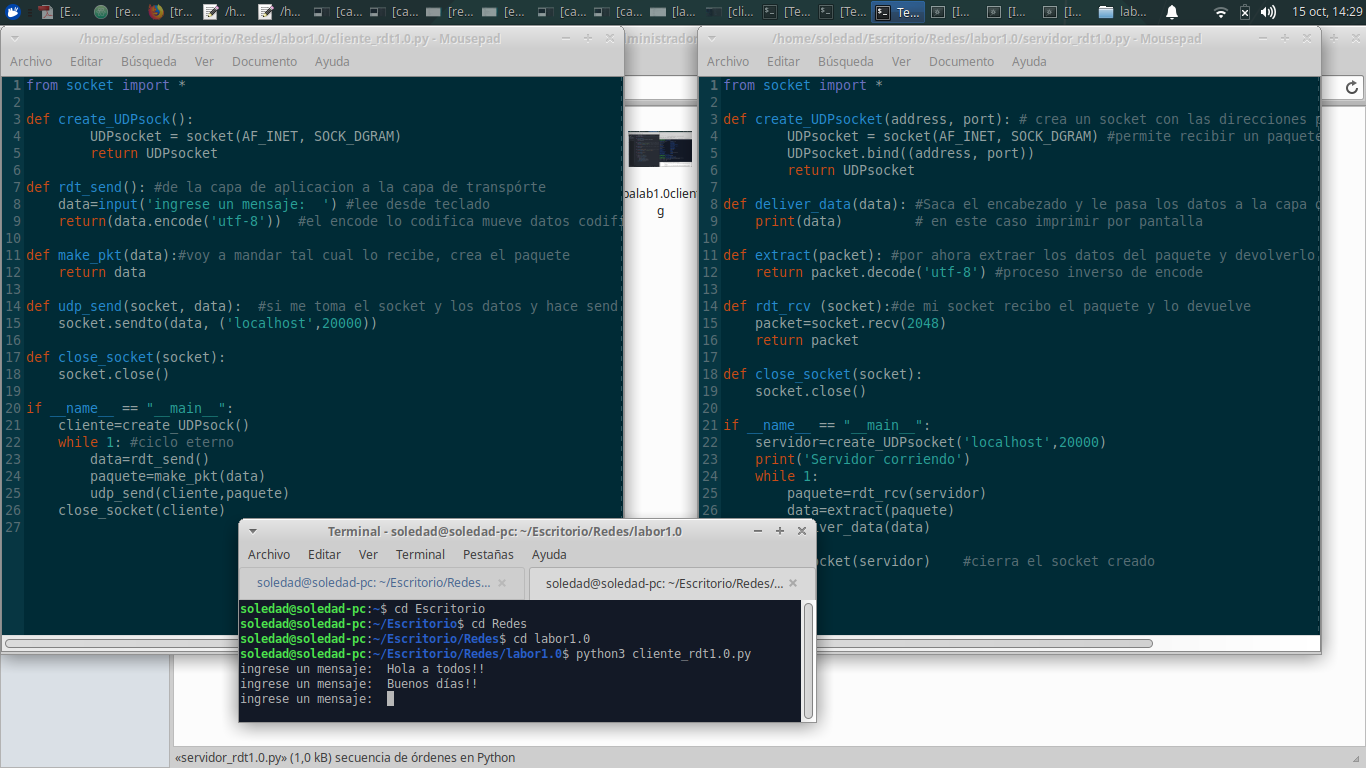 [E...
[re...
[tr...
/h...
/h...
[ca...
[ca...
[re...
[e...
[ca...
[ca...
[la...
[cli...
[Te...
[Te...
Te...
[I...
[I...
[I...
lab...
15 oct, 14:29
/home/soledad/Escritorio/Redes/labor1.0/cliente_rdt1.0.py - Mousepad
Archivo Editar Búsqueda Ver Documento Ayuda
1 from socket import *
2
3 def create_UDPsock():
4         UDPsocket = socket(AF_INET, SOCK_DGRAM)
5         return UDPsocket
6
7 def rdt_send(): #de la capa de aplicacion a la capa de transpórte
8     data=input('ingrese un mensaje:  ') #lee desde teclado
9     return(data.encode('utf-8'))  #el encode lo codifica mueve datos codifi
10
11 def make_pkt(data):#voy a mandar tal cual lo recibe, crea el paquete
12     return data
13
14 def udp_send(socket, data):  #si me toma el socket y los datos y hace send
15     socket.sendto(data, ('localhost',20000))
16
17 def close_socket(socket):
18     socket.close()
19
20 if __name__ == "__main__":
21     cliente=create_UDPsock()
22     while 1: #ciclo eterno
23         data=rdt_send()
24         paquete=make_pkt(data)
25         udp_send(cliente,paquete)
26     close_socket(cliente)
27
ministrador
palab1.0clien
g
/home/soledad/Escritorio/Redes/labor1.0/servidor_rdt1.0.py - Mousepad
Archivo Editar Búsqueda Ver Documento Ayuda
1 from socket import *
2
3 def create_UDPsocket(address, port): # crea un socket con las direcciones p
4         UDPsocket = socket(AF_INET, SOCK_DGRAM) #permite recibir un paquete
5         UDPsocket.bind((address, port))
6         return UDPsocket
7
8 def deliver_data(data): #Saca el encabezado y le pasa los datos a la capa d
9     print(data)         # en este caso imprimir por pantalla
10
11 def extract(packet): #por ahora extraer los datos del paquete y devolverlo
12     return packet.decode('utf-8') #proceso inverso de encode
13
14 def rdt_rcv (socket):#de mi socket recibo el paquete y lo devuelve
15     packet=socket.recv(2048)
16     return packet
17
18 def close_socket(socket):
19     socket.close()
20
21 if __name__ == "__main__":
22     servidor=create_UDPsocket('localhost',20000)
23     print('Servidor corriendo')
24     while 1:
25         paquete=rdt_rcv(servidor)
26         data=extract(paquete)
ver_data(data)
ocket(servidor)    #cierra el socket creado
Terminal - soledad@soledad-pc: ~/Escritorio/Redes/labor1.0
Archivo Editar Ver Terminal Pestañas Ayuda
soledad@soledad-pc: ~/Escritorio/Redes...
soledad@soledad-pc: ~/Escritorio/Redes/...
soledad@soledad-pc:~$ cd Escritorio
soledad@soledad-pc:~/Escritorio$ cd Redes
soledad@soledad-pc:~/Escritorio/Redes$ cd labor1.0
soledad@soledad-pc:~/Escritorio/Redes/labor1.0$ python3 cliente_rdt1.0.py
ingrese un mensaje:  Hola a todos!!
ingrese un mensaje:  Buenos días!!
ingrese un mensaje:
«servidor_rdt1.0.py» (1,0 kB) secuencia de órdenes en Python